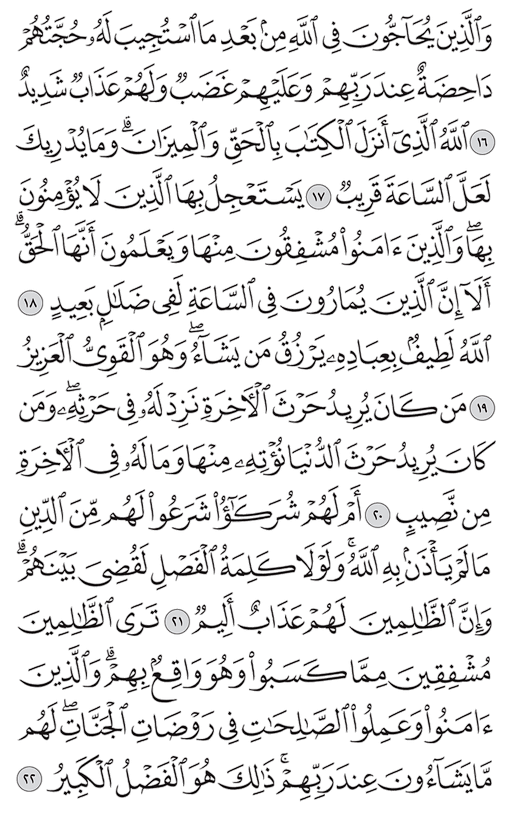 وَٱلَّذِينَ يُحَآجُّونَ فِى ٱللَّهِ مِنۢ بَعْدِ مَا ٱسْتُجِيبَ لَهُۥ حُجَّتُهُمْ
دَاحِضَةٌ عِندَ رَبِّهِمْ وَعَلَيْهِمْ غَضَبٌ وَلَهُمْ عَذَابٌ شَدِيدٌ
١٦ ٱللَّهُ ٱلَّذِىٓ أَنزَلَ ٱلْكِتَـٰبَ بِٱلْحَقِّ وَٱلْمِيزَانَ ۗ وَمَا يُدْرِيكَ
لَعَلَّ ٱلسَّاعَةَ قَرِيبٌ ١٧ يَسْتَعْجِلُ بِهَا ٱلَّذِينَ لَا يُؤْمِنُونَ
بِهَا ۖ وَٱلَّذِينَ ءَامَنُوا۟ مُشْفِقُونَ مِنْهَا وَيَعْلَمُونَ أَنَّهَا ٱلْحَقُّ ۗ
أَلَآ إِنَّ ٱلَّذِينَ يُمَارُونَ فِى ٱلسَّاعَةِ لَفِى ضَلَـٰلٍۭ بَعِيدٍ ١٨
ٱللَّهُ لَطِيفٌۢ بِعِبَادِهِۦ يَرْزُقُ مَن يَشَآءُ ۖ وَهُوَ ٱلْقَوِىُّ ٱلْعَزِيزُ
١٩ مَن كَانَ يُرِيدُ حَرْثَ ٱلْـَٔاخِرَةِ نَزِدْ لَهُۥ فِى حَرْثِهِۦ ۖ وَمَن
كَانَ يُرِيدُ حَرْثَ ٱلدُّنْيَا نُؤْتِهِۦ مِنْهَا وَمَا لَهُۥ فِى ٱلْـَٔاخِرَةِ
مِن نَّصِيبٍ ٢٠ أَمْ لَهُمْ شُرَكَـٰٓؤُا۟ شَرَعُوا۟ لَهُم مِّنَ ٱلدِّينِ
مَا لَمْ يَأْذَنۢ بِهِ ٱللَّهُ ۚ وَلَوْلَا كَلِمَةُ ٱلْفَصْلِ لَقُضِىَ بَيْنَهُمْ ۗ
وَإِنَّ ٱلظَّـٰلِمِينَ لَهُمْ عَذَابٌ أَلِيمٌ ٢١ تَرَى ٱلظَّـٰلِمِينَ
مُشْفِقِينَ مِمَّا كَسَبُوا۟ وَهُوَ وَاقِعٌۢ بِهِمْ ۗ وَٱلَّذِينَ
ءَامَنُوا۟ وَعَمِلُوا۟ ٱلصَّـٰلِحَـٰتِ فِى رَوْضَاتِ ٱلْجَنَّاتِ ۖ لَهُم
مَّا يَشَآءُونَ عِندَ رَبِّهِمْ ۚ ذَٰلِكَ هُوَ ٱلْفَضْلُ ٱلْكَبِيرُ ٢٢